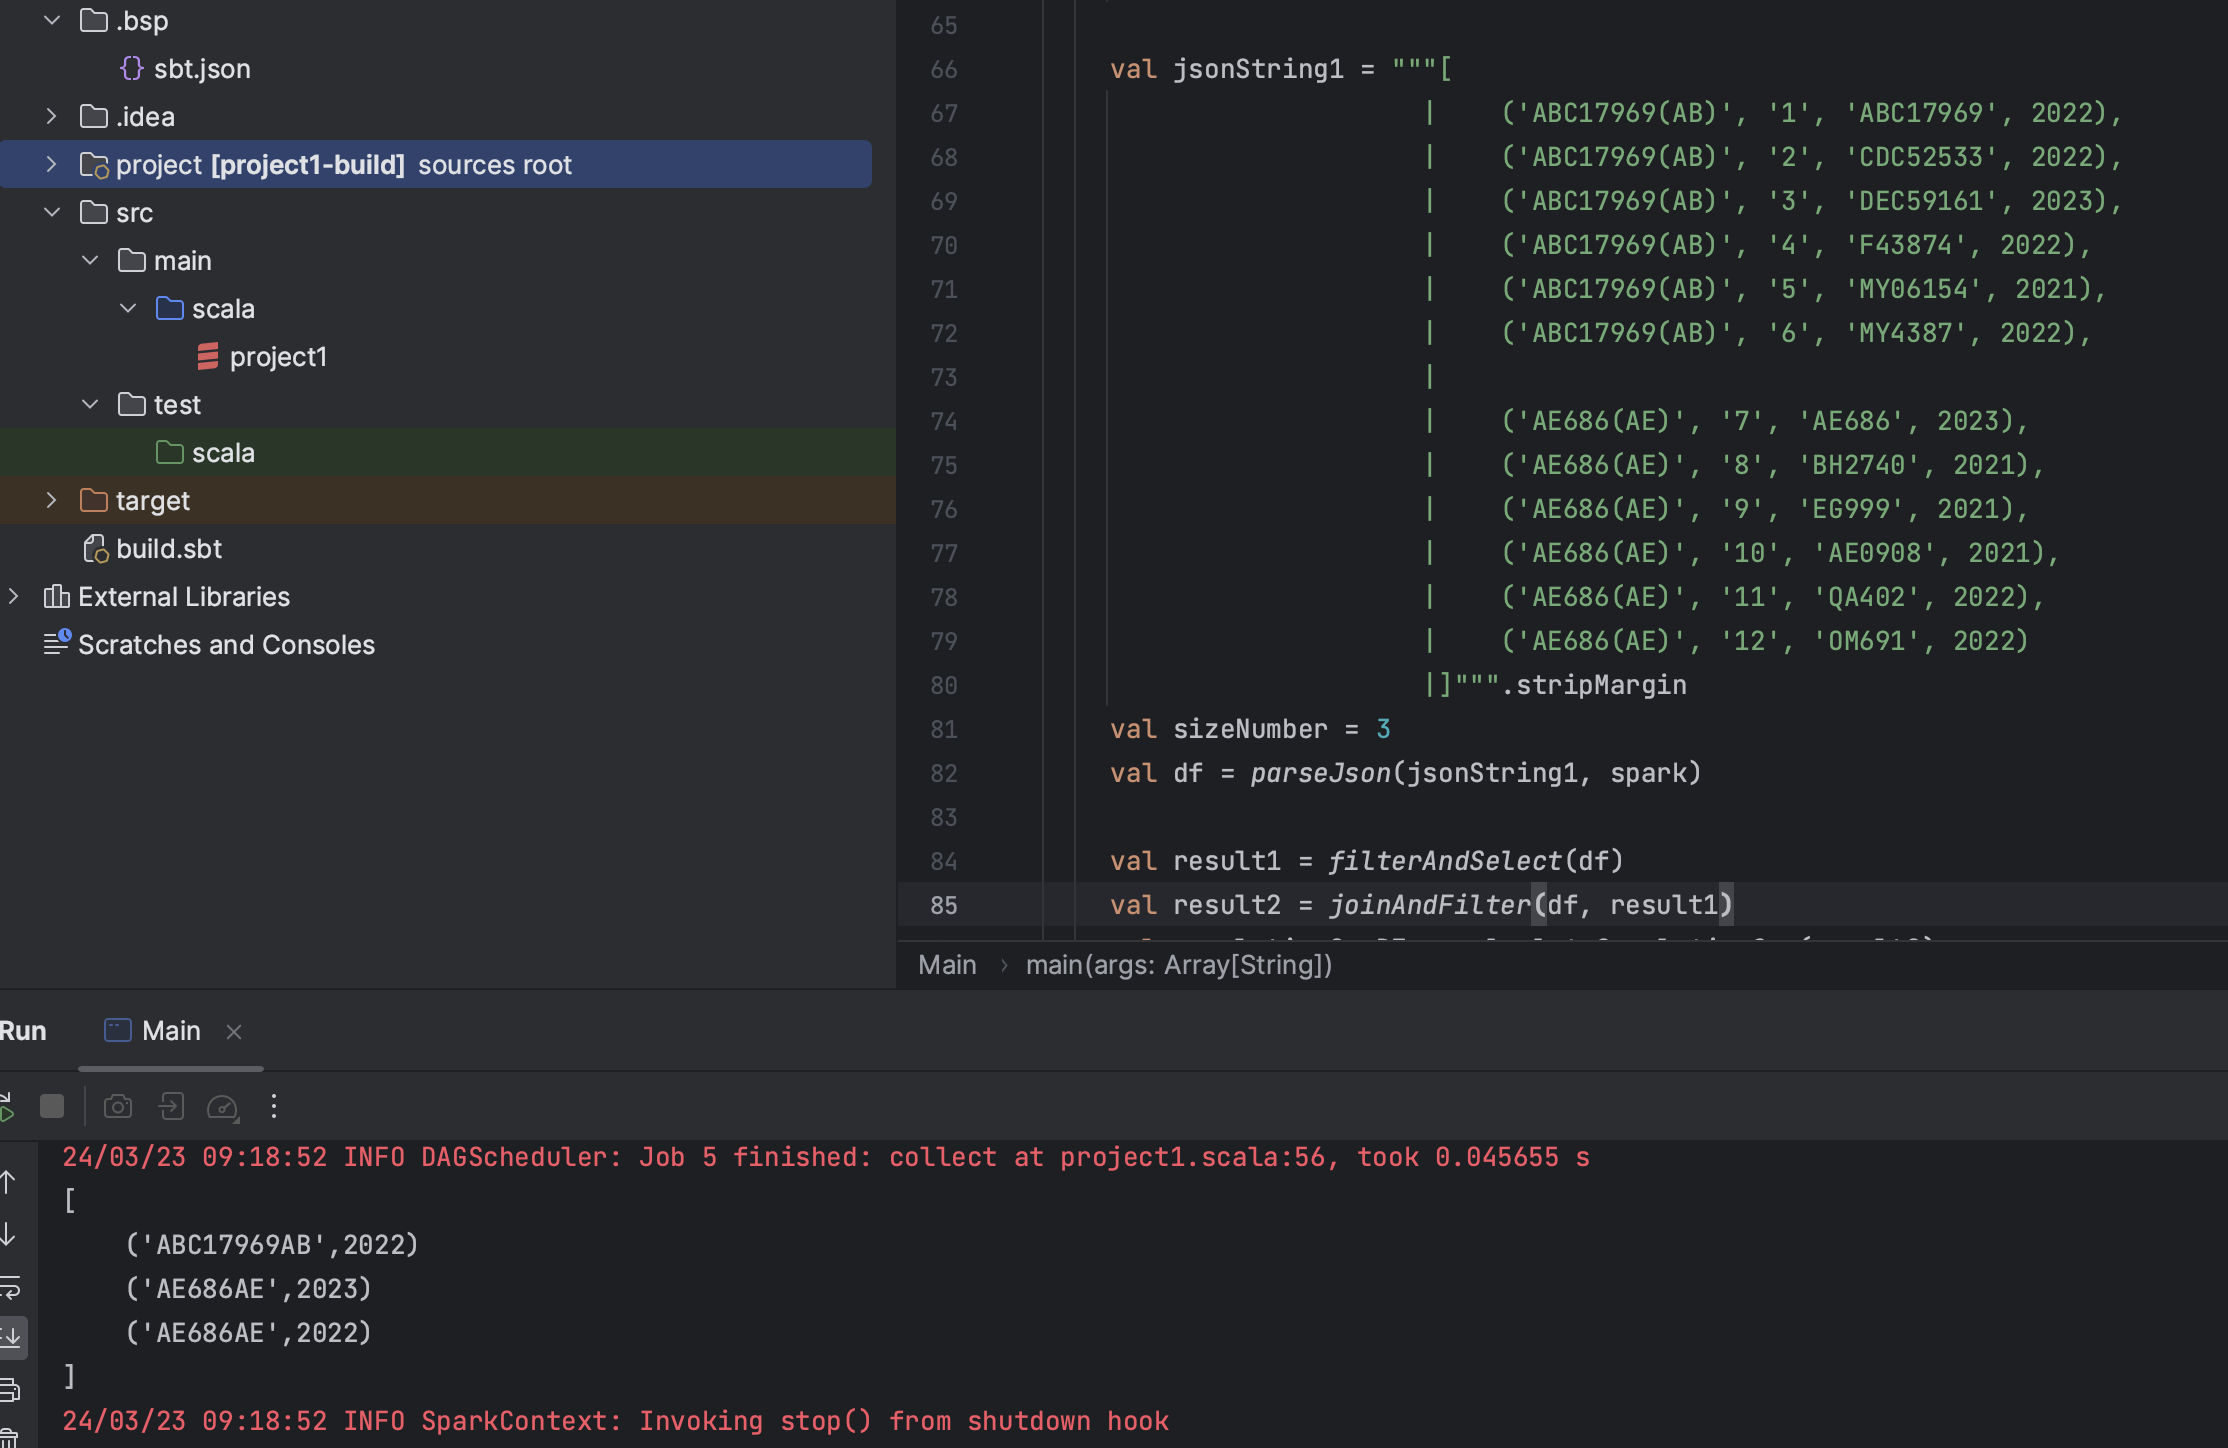 .bsp
sbt.json
.idea
project [project1-build] sources root
src
main
scala
project1
test
scala
target
build.sbt
External Libraries
Scratches and Consoles
65
66 val jsonString1 = """[
67 | ('ABC17969(AB)', '1', 'ABC17969', 2022),
68 | ('ABC17969(AB)', '2', 'CDC52533', 2022),
69 | ('ABC17969(AB)', '3', 'DEC59161', 2023),
70 | ('ABC17969(AB)', '4', 'F43874', 2022),
71 | ('ABC17969(AB)', '5', 'MY06154', 2021),
72 | ('ABC17969(AB)', '6', 'MY4387', 2022),
73 |
74 | ('AE686(AE)', '7', 'AE686', 2023),
75 | ('AE686(AE)', '8', 'BH2740', 2021),
76 | ('AE686(AE)', '9', 'EG999', 2021),
77 | ('AE686(AE)', '10', 'AE0908', 2021),
78 | ('AE686(AE)', '11', 'QA402', 2022),
79 | ('AE686(AE)', '12', 'OM691', 2022)
80 |]""".stripMargin
81 val sizeNumber = 3
82 val df = parseJson(jsonString1, spark)
83
84 val result1 = filterAndSelect(df)
85 val result2 = joinAndFilter(df, result1)
Main › main(args: Array[String])
Run Main ×
24/03/23 09:18:52 INFO DAGScheduler: Job 5 finished: collect at project1.scala:56, took 0.045655 s
[
('ABC17969AB',2022)
('AE686AE',2023)
('AE686AE',2022)
]
24/03/23 09:18:52 INFO SparkContext: Invoking stop() from shutdown hook